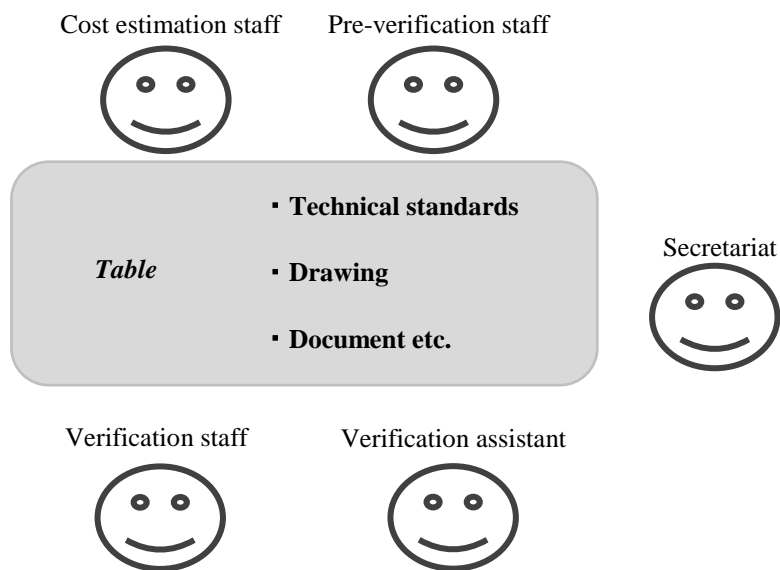 Cost estimation staff
Pre-verification staff
・Technical standards
Table
・Drawing
・Document etc.
Secretariat
Verification staff
Verification assistant